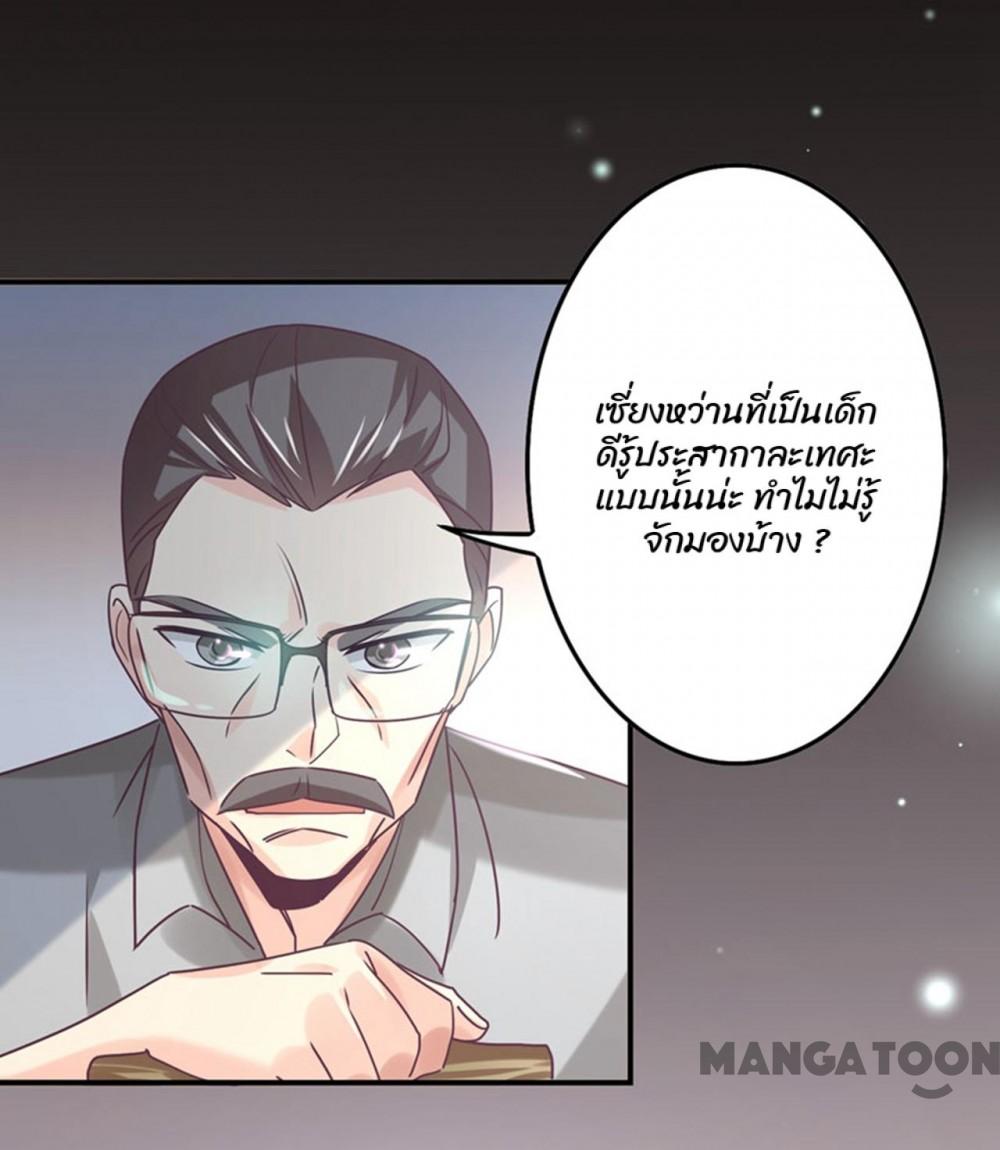 เซี่ยงหว่านที่เป็นเด็ก
ดีรู้ประสากาละเทศะ
แบบนั้นน่ะ ทำไมไม่รู้
จักมองบ้าง ?
MANGATOON